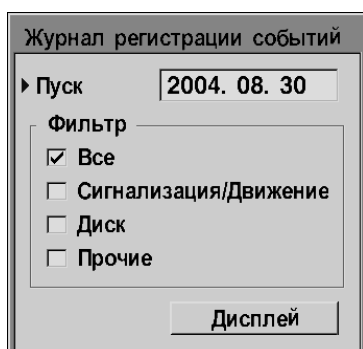 Журнал регистрации событий
Пуск 2004. 08. 30
Фильтр
Все
Сигнализация/Движение
Диск
Прочие
Дисплей